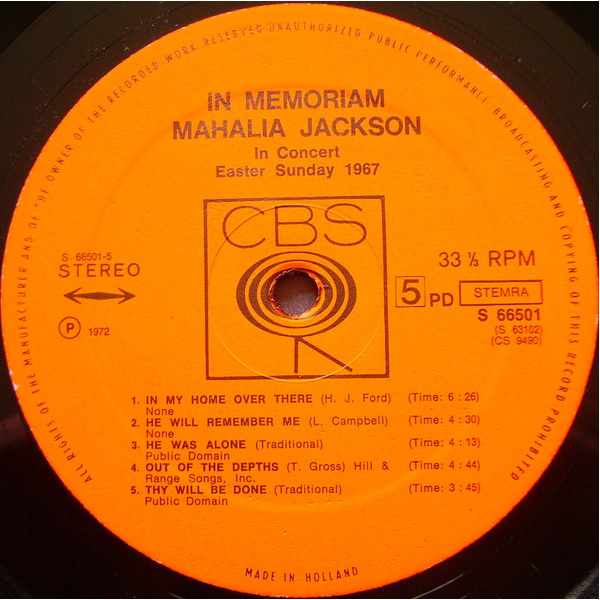 ALL RIGHTS OF THE MANUFACTURER AND OF THE OWNER OF THE RECORDED WORK RESERVED UNAUTHORIZED PUBLIC PERFORMANCE BROADCASTING AND COPYING OF THIS RECORD PROHIBITED
IN MEMORIAM
MAHALIA JACKSON
In Concert
Easter Sunday 1967
CBS
S 66501-5
STEREO
33 ⅓ RPM
5 PD STEMRA
S 66501
(S 63102)
(CS 9490)
Ⓟ 1972
1. IN MY HOME OVER THERE (H. J. Ford) (Time: 6 : 26)
None
2. HE WILL REMEMBER ME (L. Campbell) (Time: 4 : 30)
None
3. HE WAS ALONE (Traditional) (Time: 4 : 13)
Public Domain
4. OUT OF THE DEPTHS (T. Gross) Hill & (Time: 4 : 44)
Range Songs, Inc.
5. THY WILL BE DONE (Traditional) (Time: 3 : 45)
Public Domain
MADE IN HOLLAND